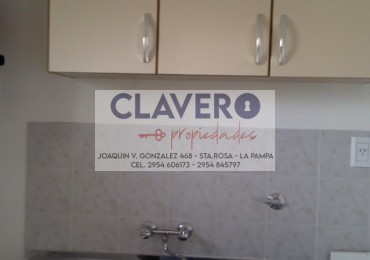 CLAVERO
propiedades
JOAQUIN V. GONZALEZ 468 - STA,ROSA - LA PAMPA
CEL. 2954 606173 - 2954 845797